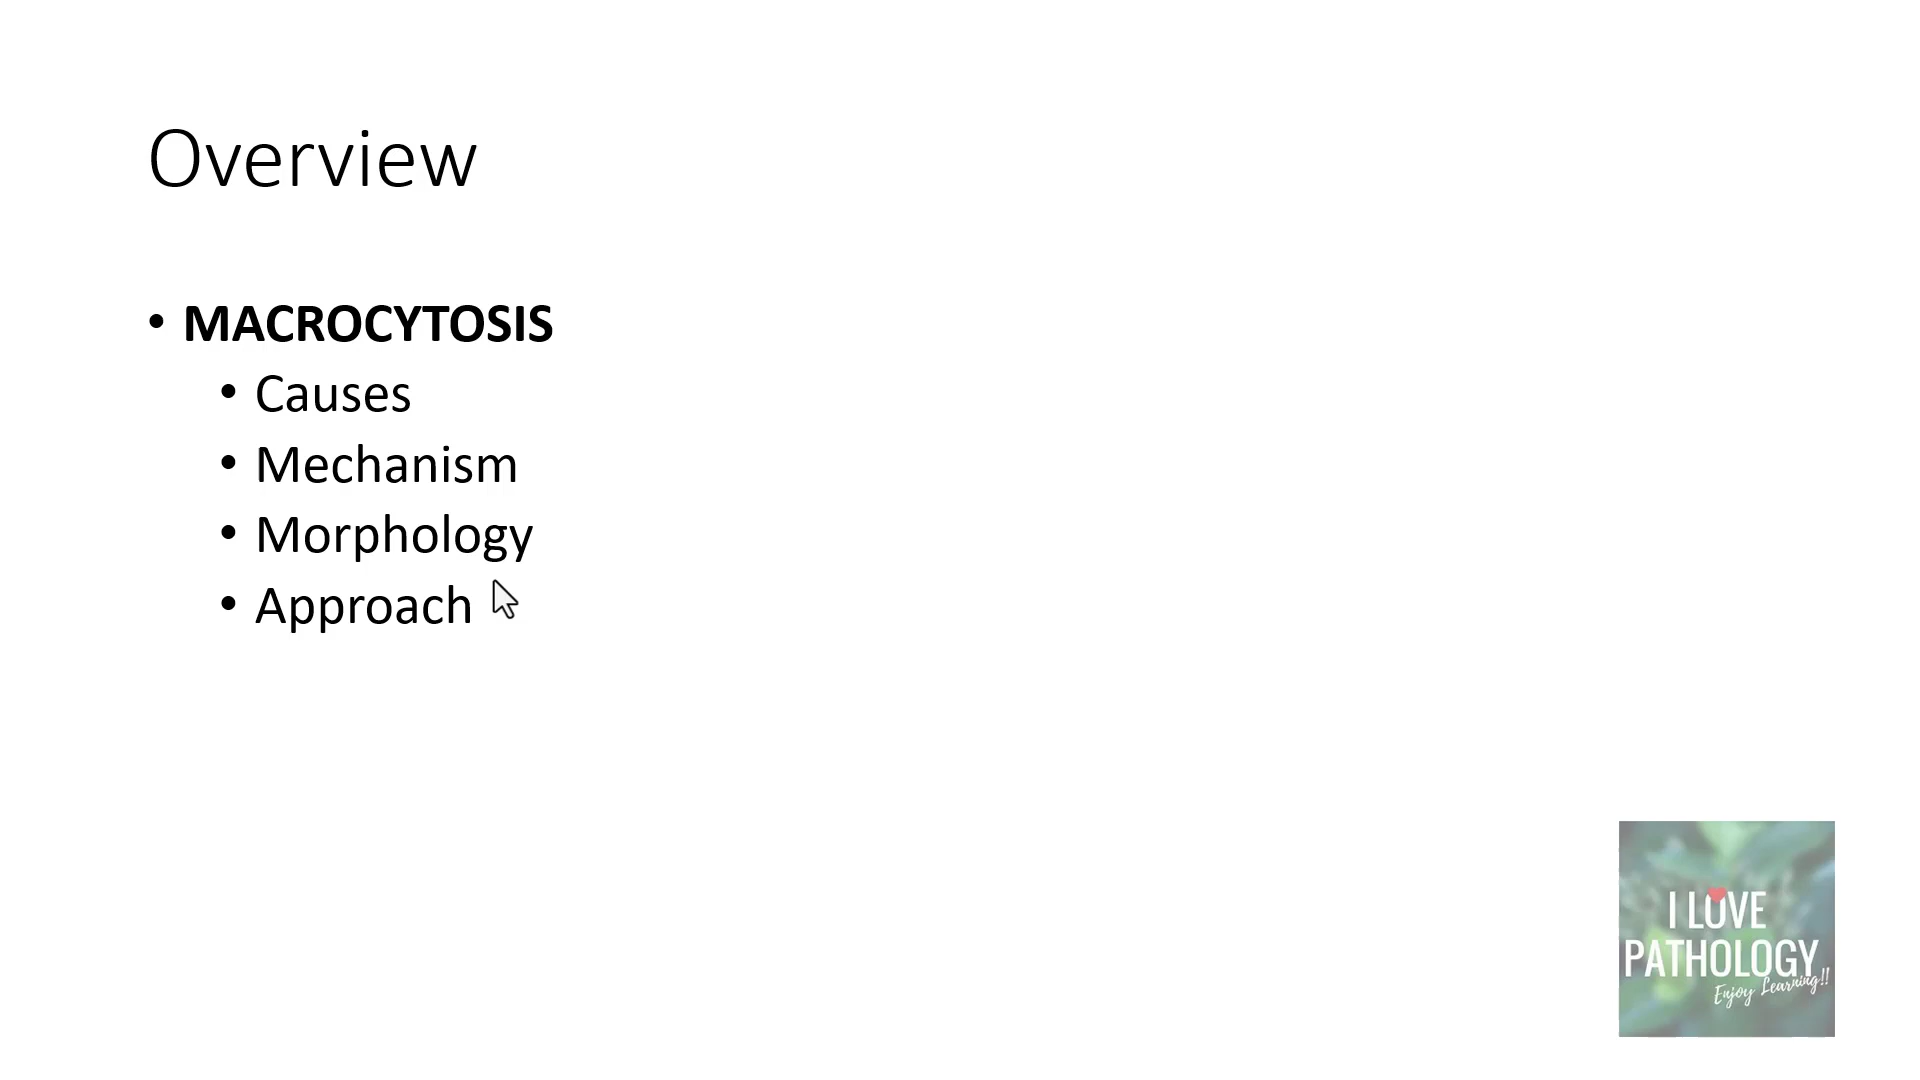 Overview
• MACROCYTOSIS
• Causes
• Mechanism
• Morphology
• Approach
I LOVE
PATHOLOGY
Enjoy Learning!!